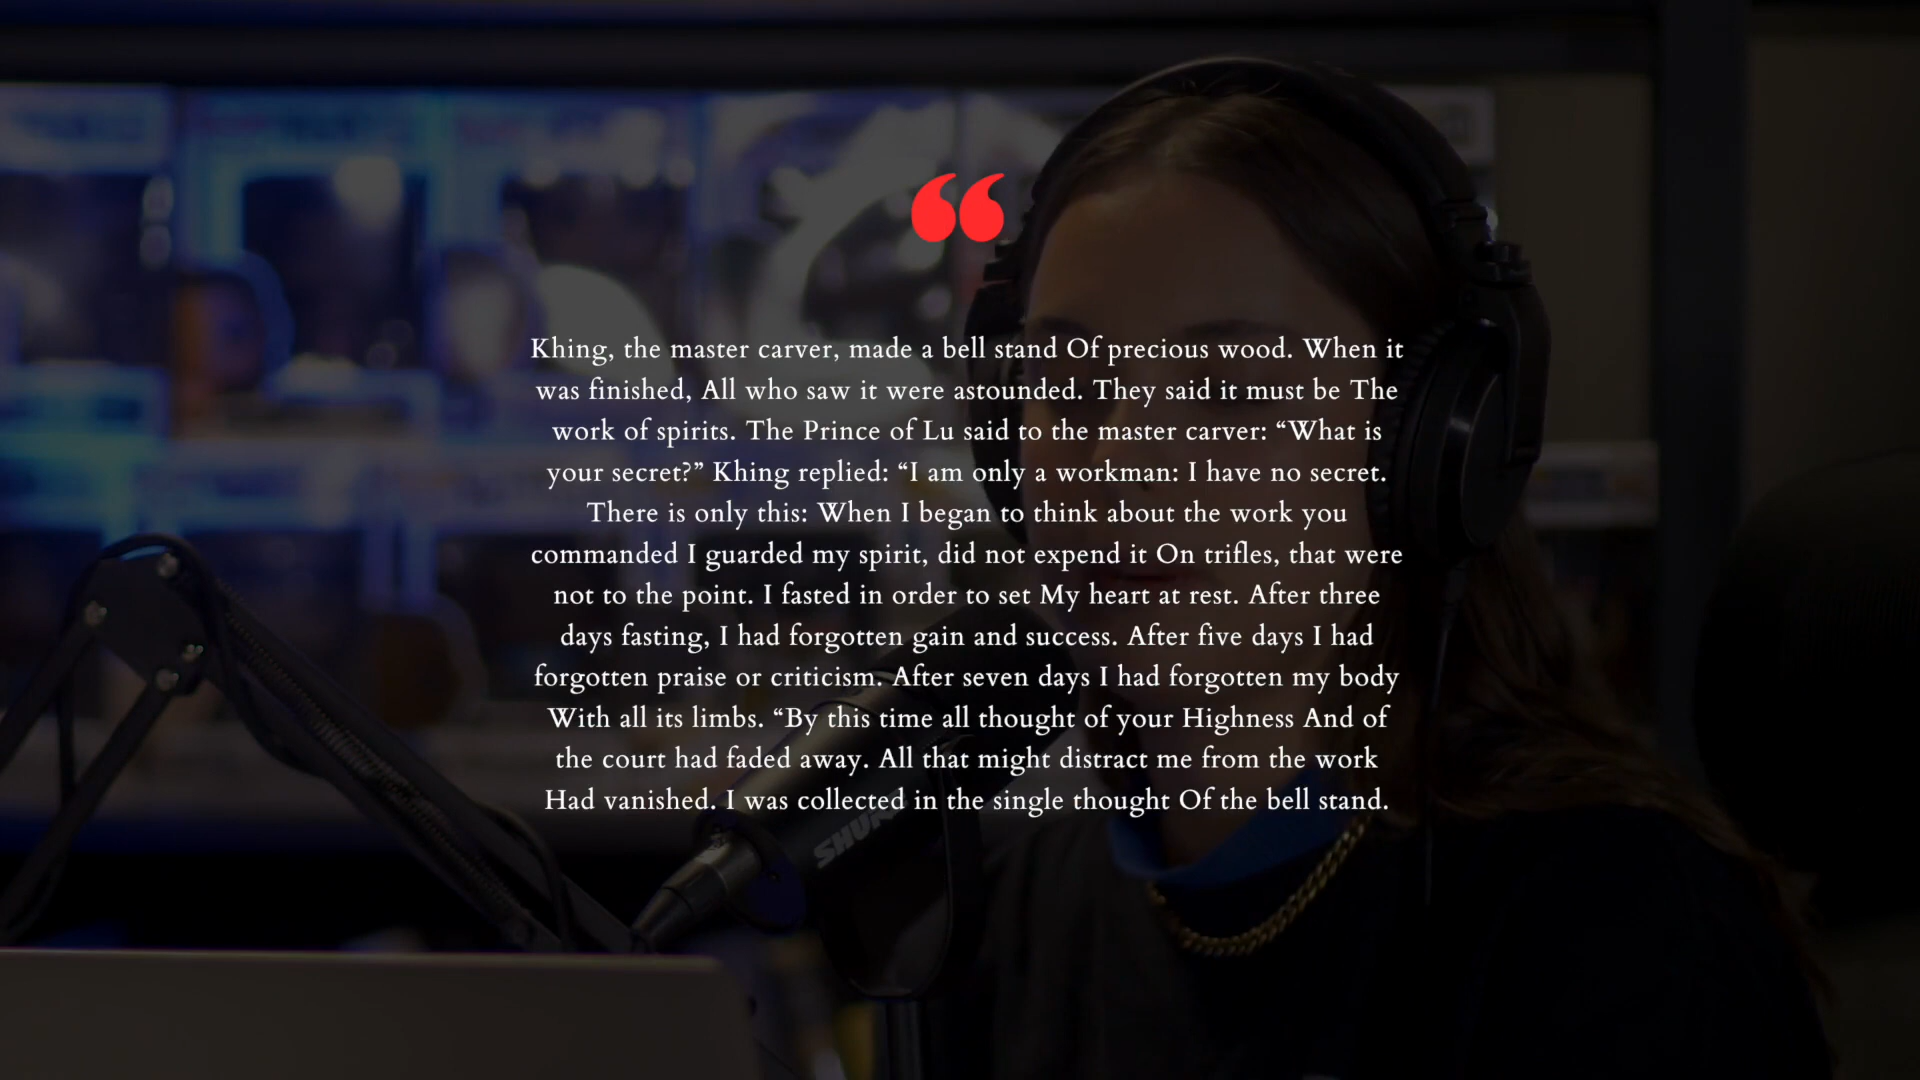 “
Khing, the master carver, made a bell stand Of precious wood. When it
was finished, All who saw it were astounded. They said it must be The
work of spirits. The Prince of Lu said to the master carver: “What is
your secret?” Khing replied: “I am only a workman: I have no secret.
There is only this: When I began to think about the work you
commanded I guarded my spirit, did not expend it On trifles, that were
not to the point. I fasted in order to set My heart at rest. After three
days fasting, I had forgotten gain and success. After five days I had
forgotten praise or criticism. After seven days I had forgotten my body
With all its limbs. “By this time all thought of your Highness And of
the court had faded away. All that might distract me from the work
Had vanished. I was collected in the single thought Of the bell stand.